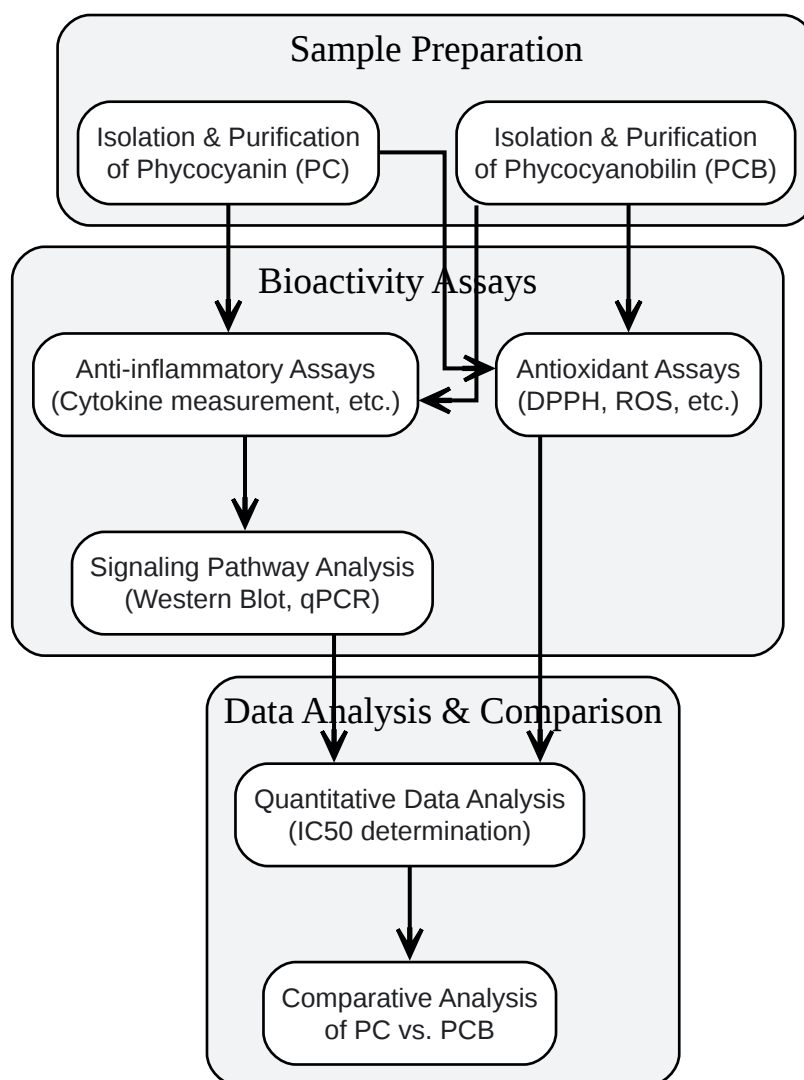 Sample Preparation
Isolation & Purification
of Phycocyanin (PC)
Isolation & Purification
of Phycocyanobilin (PCB)
Bioactivity Assays
Anti-inflammatory Assays
(Cytokine measurement, etc.)
Antioxidant Assays
(DPPH, ROS, etc.)
Signaling Pathway Analysis
(Western Blot, qPCR)
Data Analysis & Comparison
Quantitative Data Analysis
(IC50 determination)
Comparative Analysis
of PC vs. PCB